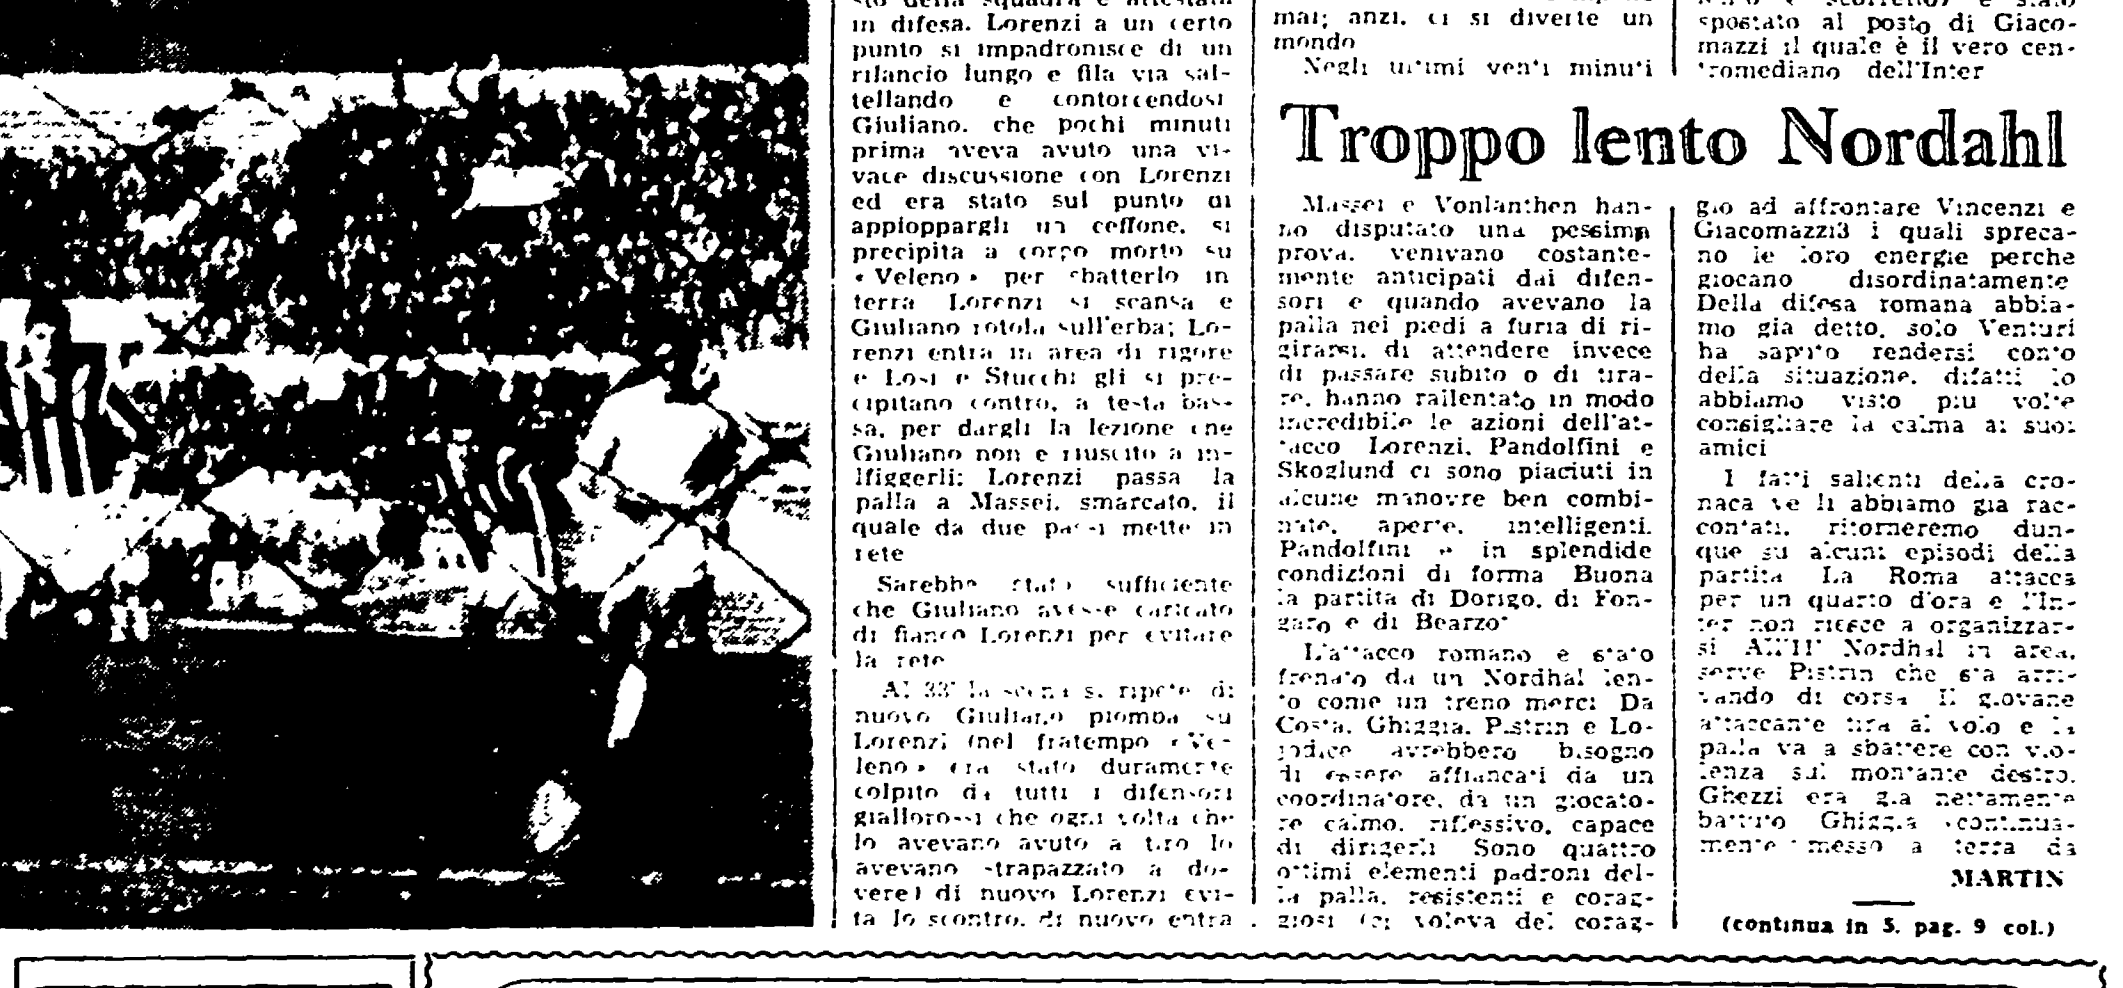 in difesa. Lorenzi a un certo
punto si impadronisce di un
rilancio lungo e fila via sal-
tellando e contorcendosi
Giuliano. che pochi minuti
prima aveva avuto una vi-
vace discussione con Lorenzi
ed era stato sul punto di
appioppargli un ceffone. si
precipita a corpo morto su
« Veleno » per sbatterlo in
terra Lorenzi si scansa e
Giuliano rotola sull'erba; Lo-
renzi entra in area di rigore
e Losi e Stucchi gli si pre-
cipitano contro, a testa bas-
sa, per dargli la lezione che
Giuliano non e riuscito a in-
lfiggerli; Lorenzi passa la
palla a Massei. smarcato, il
quale da due passi mette in
rete
Sarebbe stato sufficiente
che Giuliano avesse caricato
di fianco Lorenzi per evitare
la rete
Al 33' la scena si ripete di
nuovo Giuliano piomba su
Lorenzi (nel fratempo « Ve-
leno » era stato duramente
colpito da tutti i difensori
giallorossi che ogni volta che
lo avevano avuto a tiro lo
avevano strapazzato a do-
vere) di nuovo Lorenzi evi-
ta lo scontro, di nuovo entra
mai; anzi. ci si diverte un
mondo
Negli ultimi venti minuti
spostato al posto di Giaco-
mazzi il quale è il vero cen-
tromediano dell'Inter
Troppo lento Nordahl
Massei e Vonlanthen han-
no disputato una pessima
prova. venivano costante-
mente anticipati dai difen-
sori e quando avevano la
palla nei piedi a furia di ri-
girarsi. di attendere invece
di passare subito o di tira-
re, hanno rallentato in modo
incredibile le azioni dell'at-
tacco Lorenzi. Pandolfini e
Skoglund ci sono piaciuti in
alcune manovre ben combi-
nate, aperte, intelligenti.
Pandolfini e in splendide
condizioni di forma Buona
la partita di Dorigo. di Fon-
garo e di Bearzot
L'attacco romano e stato
frenato da un Nordhal len-
to come un treno merci Da
Costa, Ghiggia. Pistrin e Lo-
jodice avrebbero bisogno
di essere affiancati da un
coordinatore, da un giocato-
re calmo. riflessivo, capace
di dirigerli Sono quattro
ottimi elementi padroni del-
la palla. resistenti e corag-
giosi (ci voleva del corag-
gio ad affrontare Vincenzi e
Giacomazzi3 i quali spreca-
no le loro energie perche
giocano disordinatamente
Della difesa romana abbia-
mo gia detto, solo Venturi
ha saputo rendersi conto
della situazione. difatti lo
abbiamo visto piu volte
consigliare la calma ai suoi
amici
I fatti salienti della cro-
naca ve li abbiamo gia rac-
contati. ritorneremo dun-
que su alcuni episodi della
partita La Roma attacca
per un quarto d'ora e l'In-
ter non riesce a organizzar-
si Nordhal in area,
serve Pistrin che sta arri-
vando di corsa Il giovane
attaccante tira al volo e la
palla va a sbattere con vio-
lenza sul montante destro.
Ghezzi era gia nettamente
battuto Ghiggia continua-
mente messo a terra da
MARTIN
(continua in 5. pag. 9 col.)